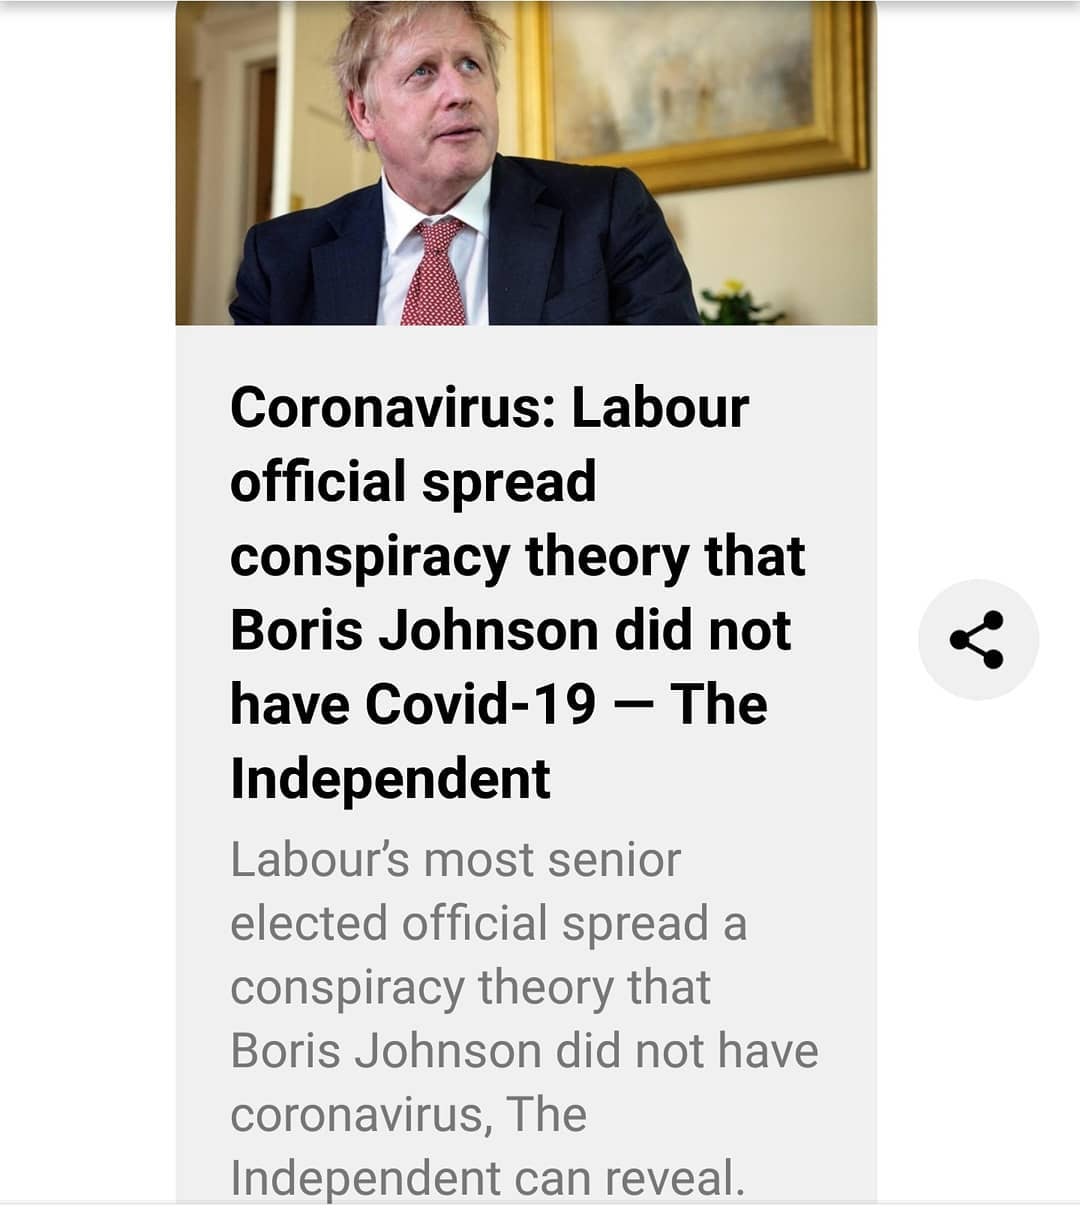 Coronavirus: Labour
official spread
conspiracy theory that
Boris Johnson did not
have Covid-19 — The
Independent
Labour’s most senior
elected official spread a
conspiracy theory that
Boris Johnson did not have
coronavirus, The
Independent can reveal.